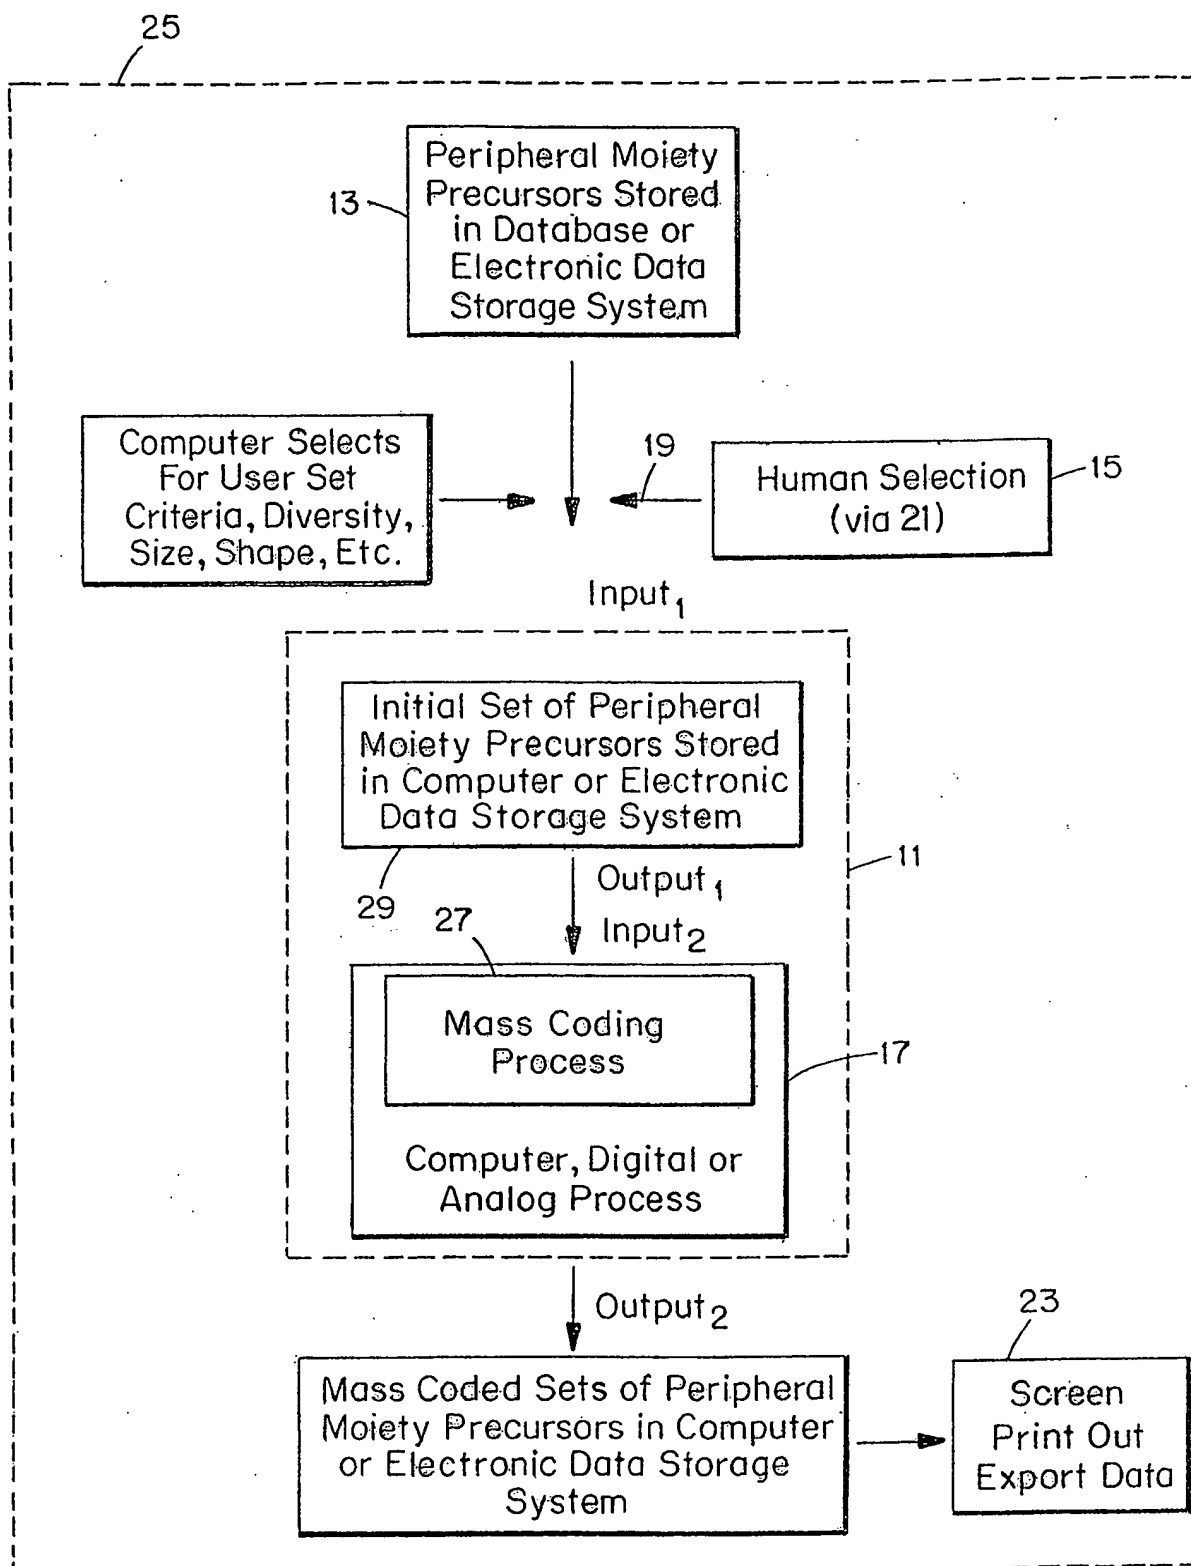 25
Peripheral Moiety
Precursors Stored
in Database or
Electronic Data
Storage System
13
Computer Selects
For User Set
Criteria, Diversity,
Size, Shape, Etc.
19
Human Selection
(via 21)
15
Input1
Initial Set of Peripheral
Moiety Precursors Stored
in Computer or Electronic
Data Storage System
29
Output1
11
27
Input2
Mass Coding
Process
17
Computer, Digital or
Analog Process
Output2
23
Mass Coded Sets of Peripheral
Moiety Precursors in Computer
or Electronic Data Storage
System
Screen
Print Out
Export Data